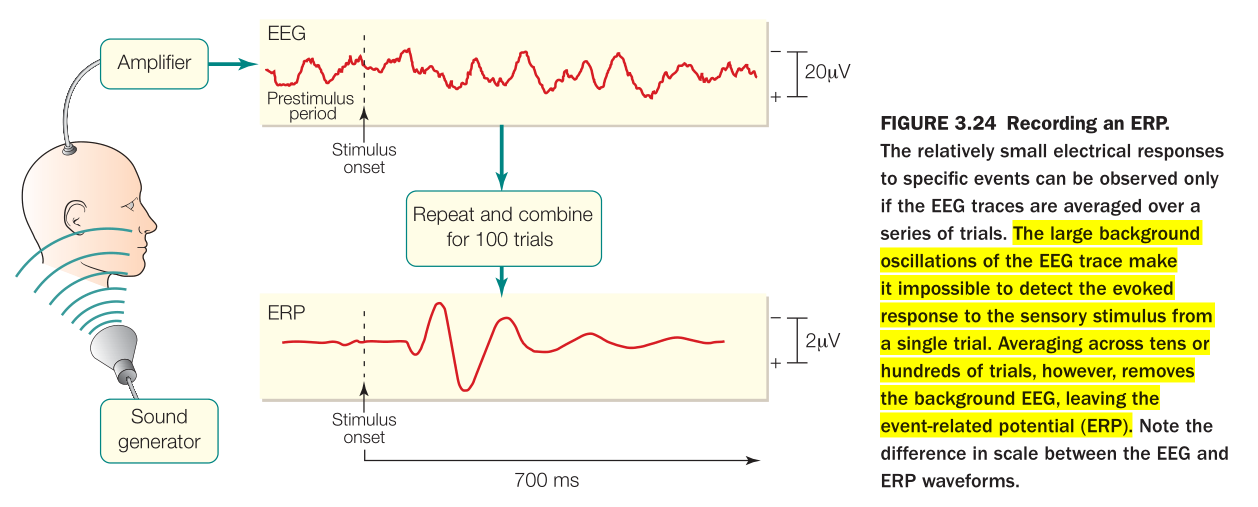 Amplifier
EEG
Prestimulus
period
Stimulus
onset
−
+
20μV
Repeat and combine
for 100 trials
ERP
−
+
2μV
Stimulus
onset
700 ms
Sound
generator
FIGURE 3.24 Recording an ERP.
The relatively small electrical responses
to specific events can be observed only
if the EEG traces are averaged over a
series of trials. The large background
oscillations of the EEG trace make
it impossible to detect the evoked
response to the sensory stimulus from
a single trial. Averaging across tens or
hundreds of trials, however, removes
the background EEG, leaving the
event-related potential (ERP). Note the
difference in scale between the EEG and
ERP waveforms.